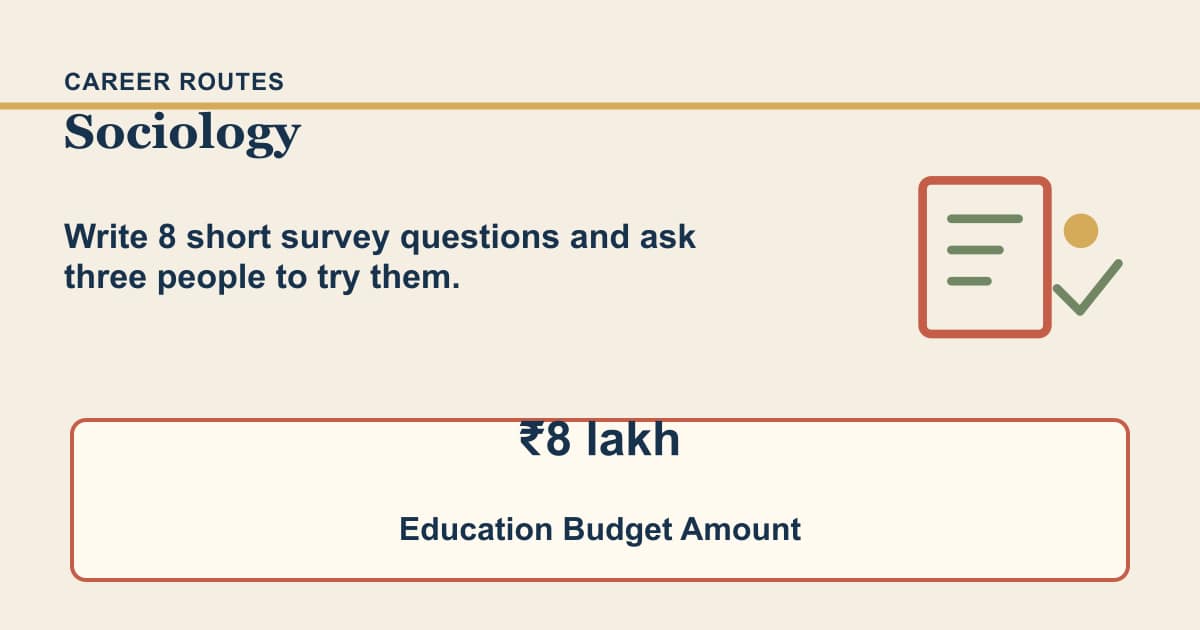 CAREER ROUTES
Sociology
Write 8 short survey questions and ask
three people to try them.
₹8 lakh
Education Budget Amount